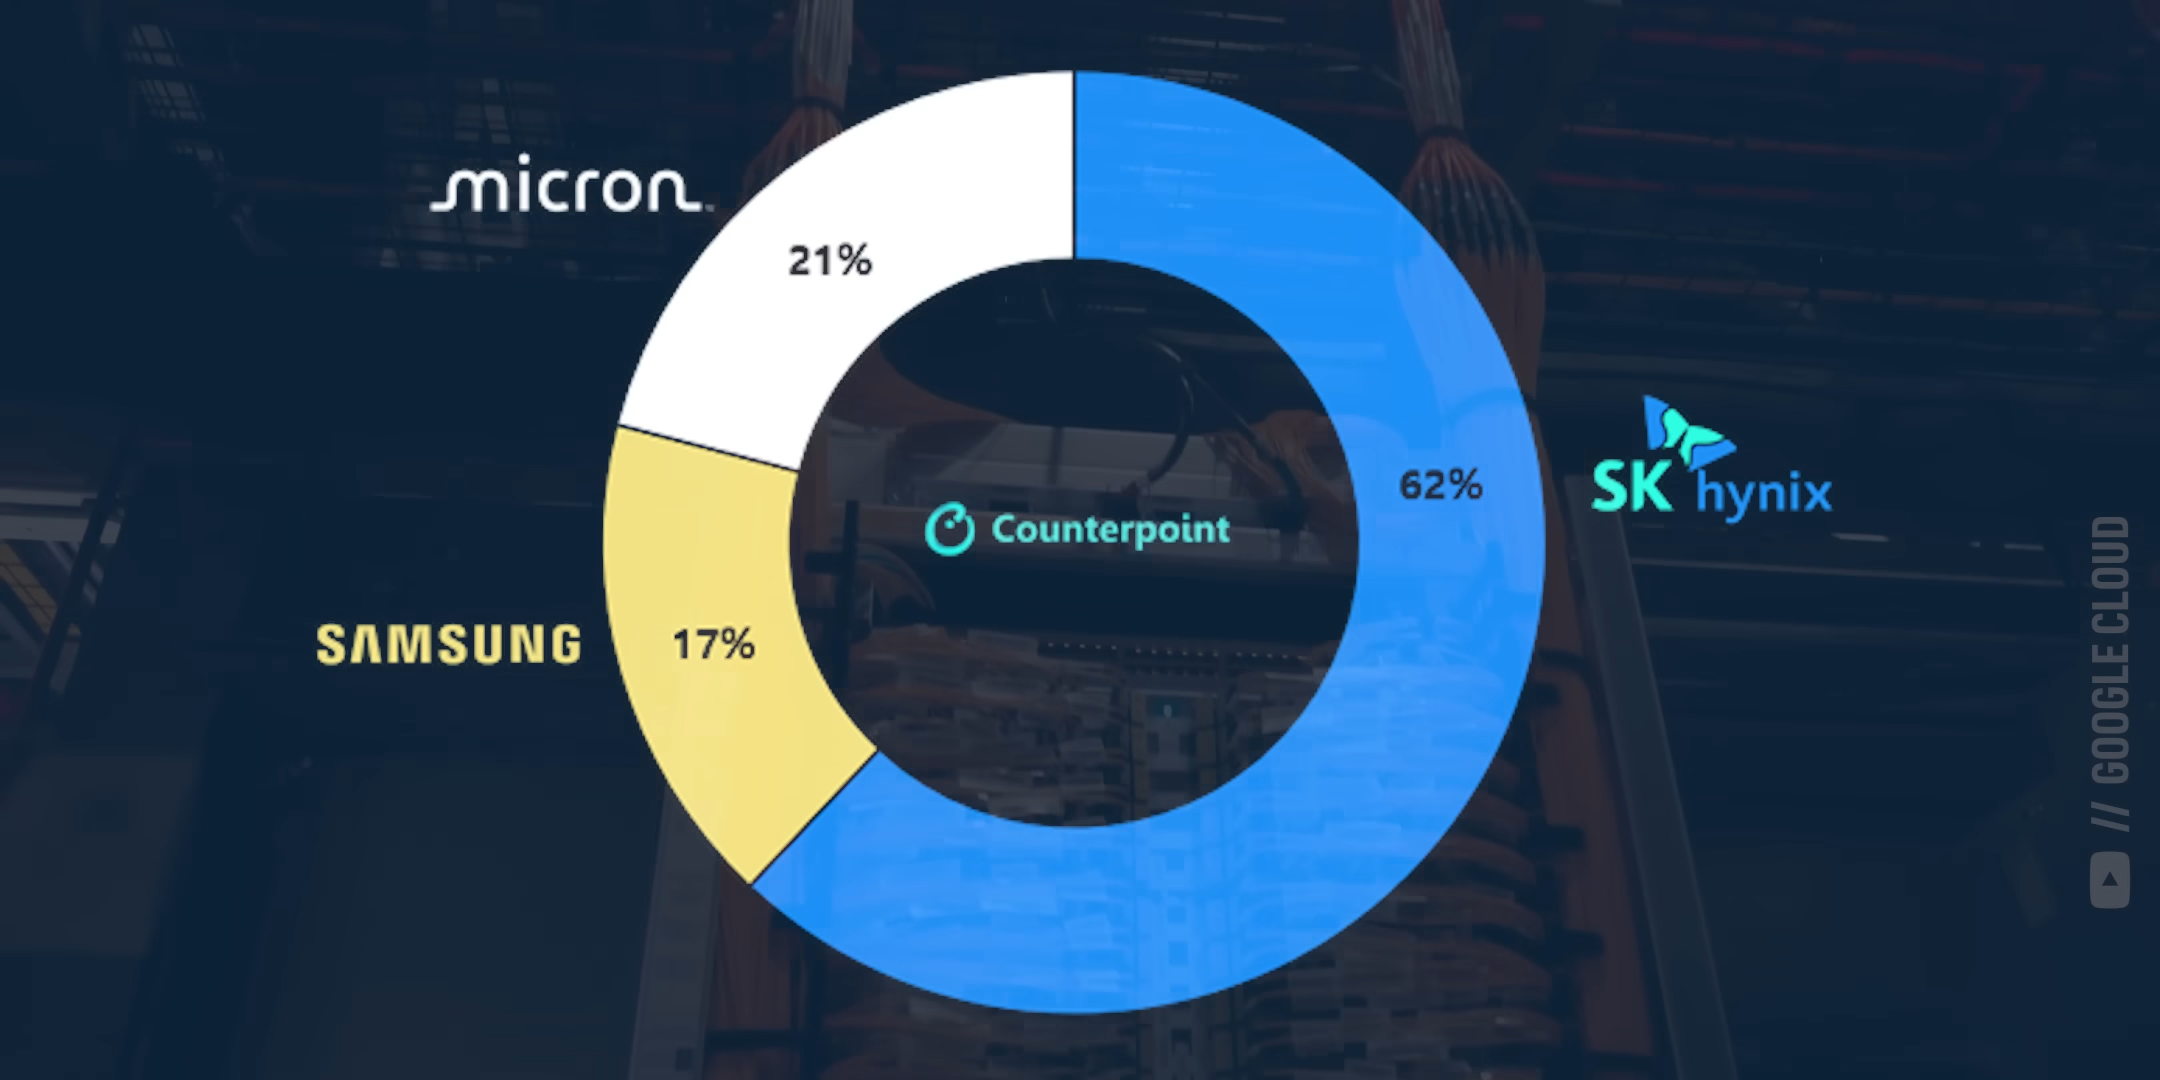 micron
21%
62%
SK hynix
Counterpoint
SAMSUNG
17%
// GOOGLE CLOUD